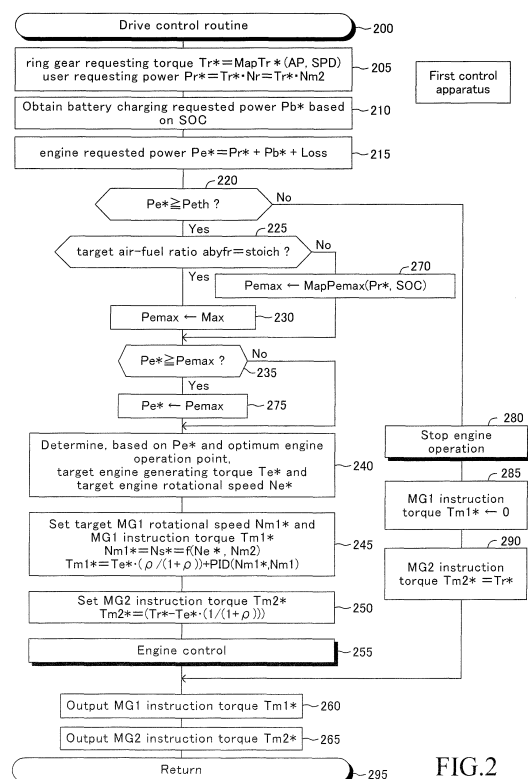 Drive control routine
200
ring gear requesting torque Tr*=MapTr*(AP, SPD)
user requesting power Pr*=Tr*·Nr=Tr*·Nm2
205
First control
apparatus
Obtain battery charging requested power Pb* based
on SOC
210
engine requested power Pe*=Pr*+Pb*+Loss
215
220
Pe*≧Peth ?
No
Yes
225
target air-fuel ratio abyfr=stoich ?
No
Yes
270
Pemax ← MapPemax(Pr*, SOC)
Pemax ← Max
230
Pe*≧Pemax ?
No
235
Yes
Pe* ← Pemax
275
Determine, based on Pe* and optimum engine
operation point,
target engine generating torque Te* and
target engine rotational speed Ne*
240
280
Stop engine
operation
285
MG1 instruction
torque Tm1* ← 0
290
MG2 instruction
torque Tm2* =Tr*
Set target MG1 rotational speed Nm1* and
MG1 instruction torque Tm1*
Nm1*=Ns*=f(Ne*, Nm2)
Tm1*=Te*·(ρ/(1+ρ))+PID(Nm1*,Nm1)
245
Set MG2 instruction torque Tm2*
Tm2*=(Tr*-Te*·(1/(1+ρ)))
250
Engine control
255
Output MG1 instruction torque Tm1*
260
Output MG2 instruction torque Tm2*
265
Return
295
FIG.2